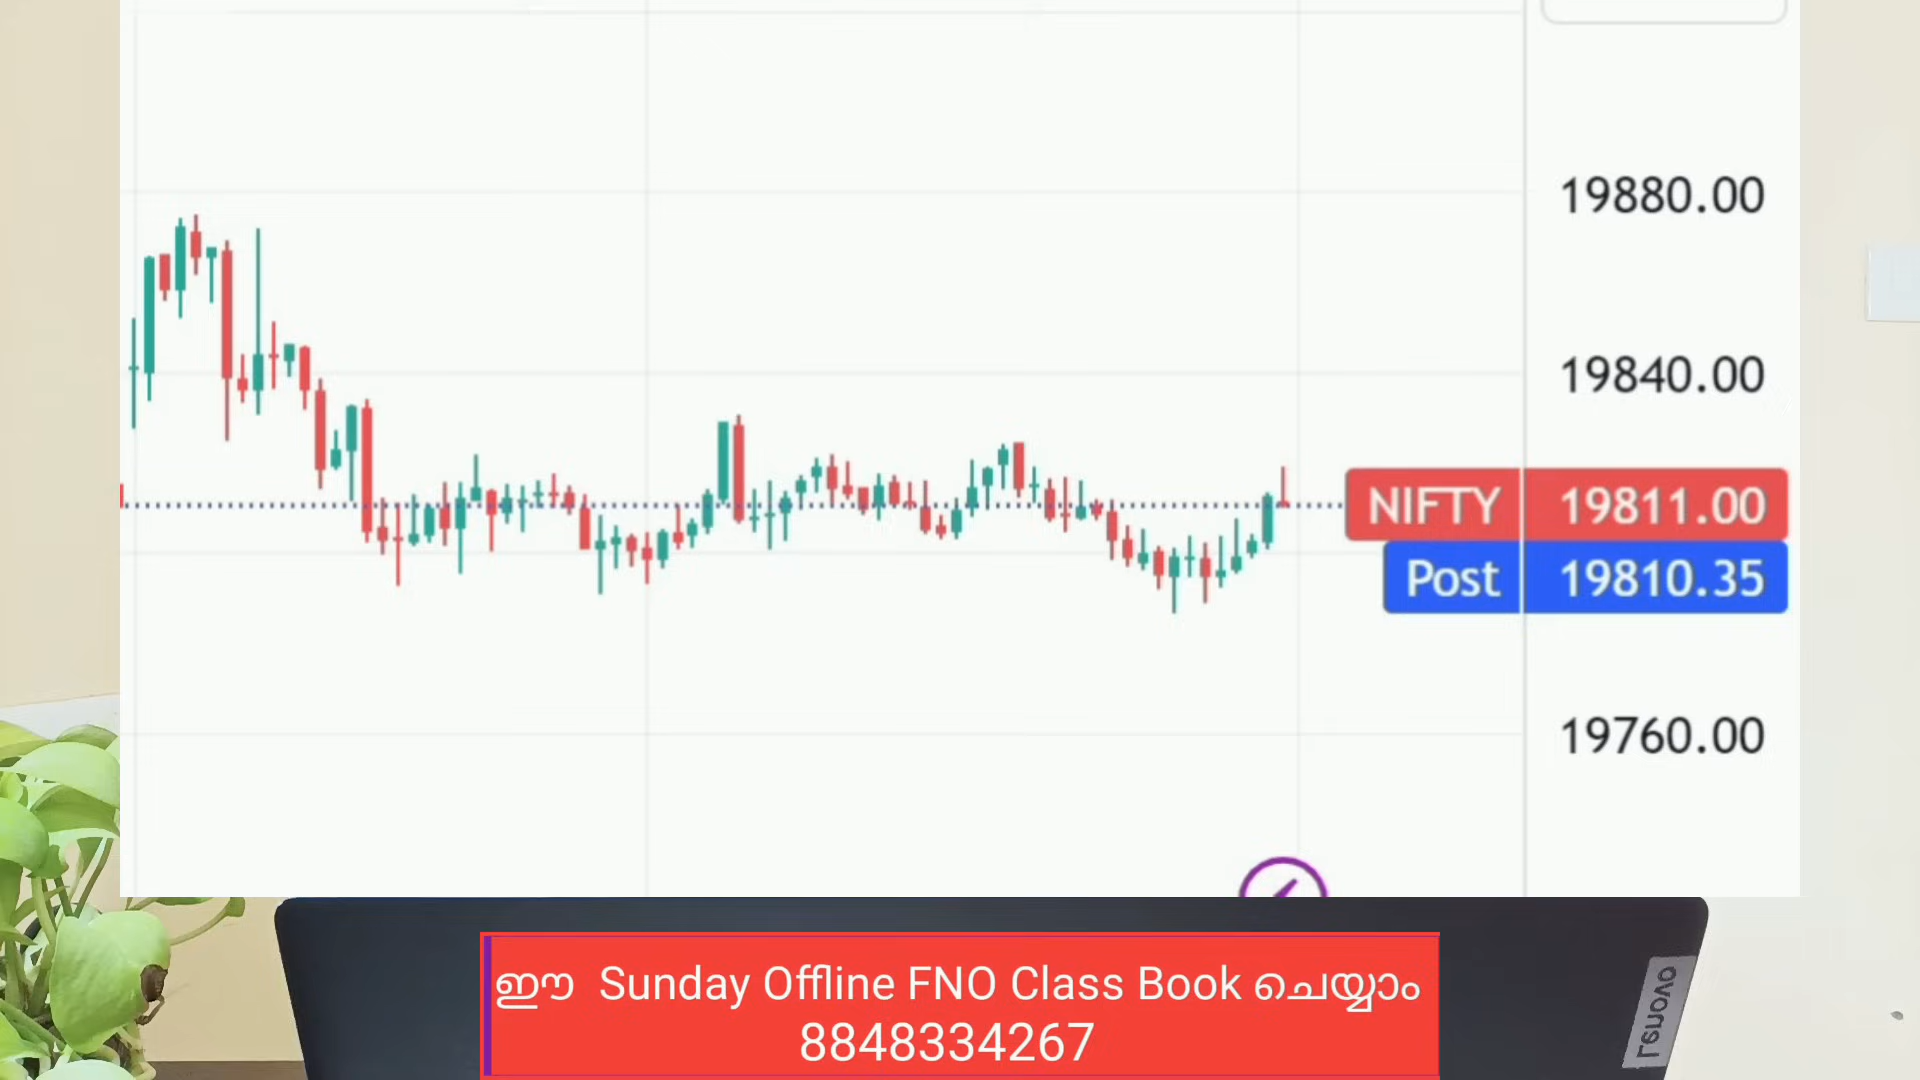 19880.00
19840.00
NIFTY 19811.00
Post 19810.35
19760.00
ഈ Sunday Offline FNO Class Book ചെയ്യാം
8848334267
Lenovo